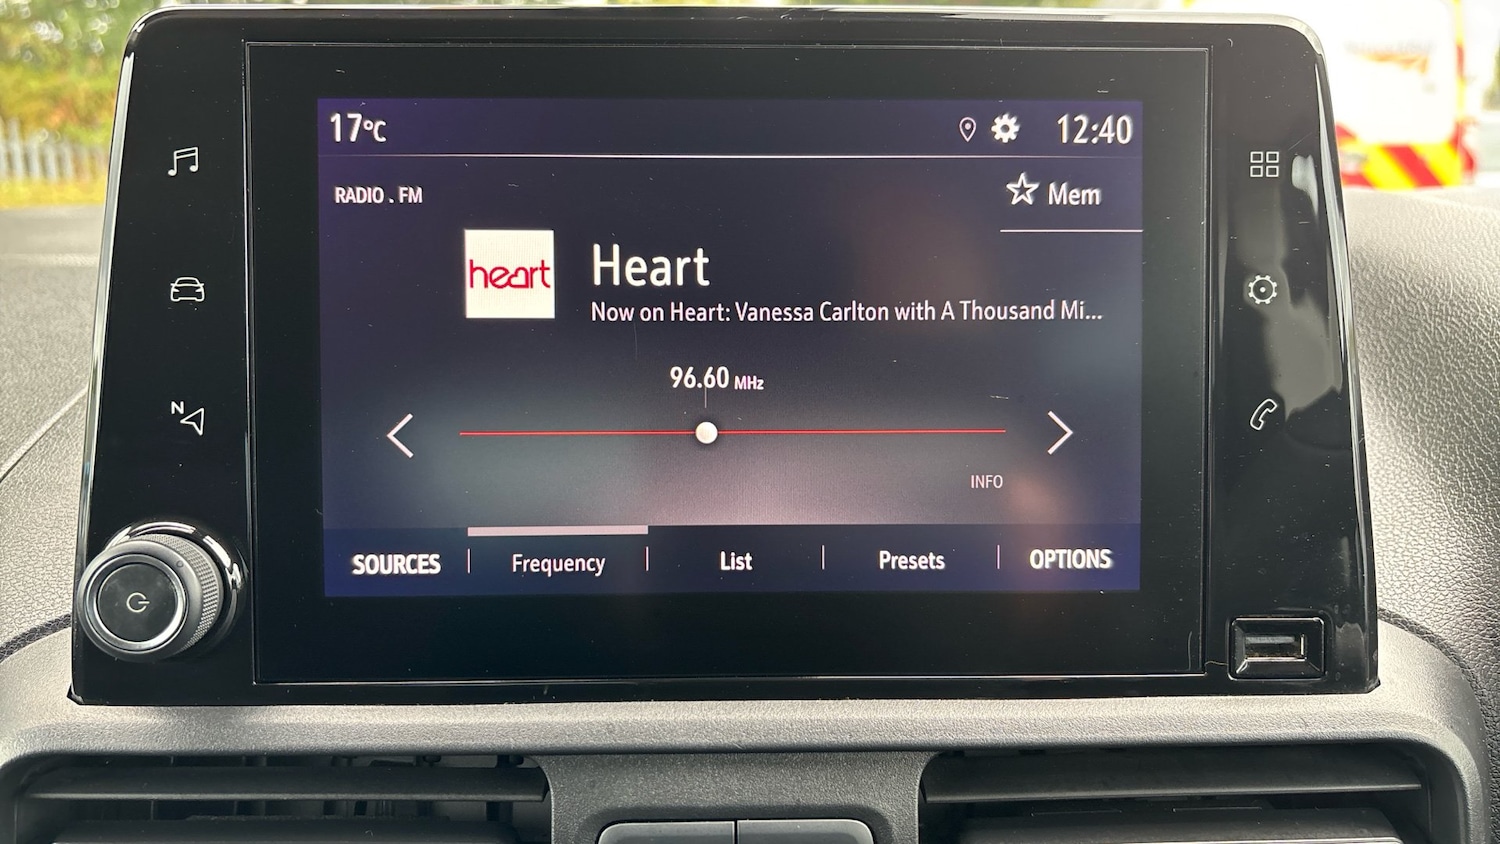 17°C
12:40
RADIO . FM
Mem
heart
Heart
Now on Heart: Vanessa Carlton with A Thousand Mi...
96.60 MHz
INFO
SOURCES
Frequency
List
Presets
OPTIONS
N